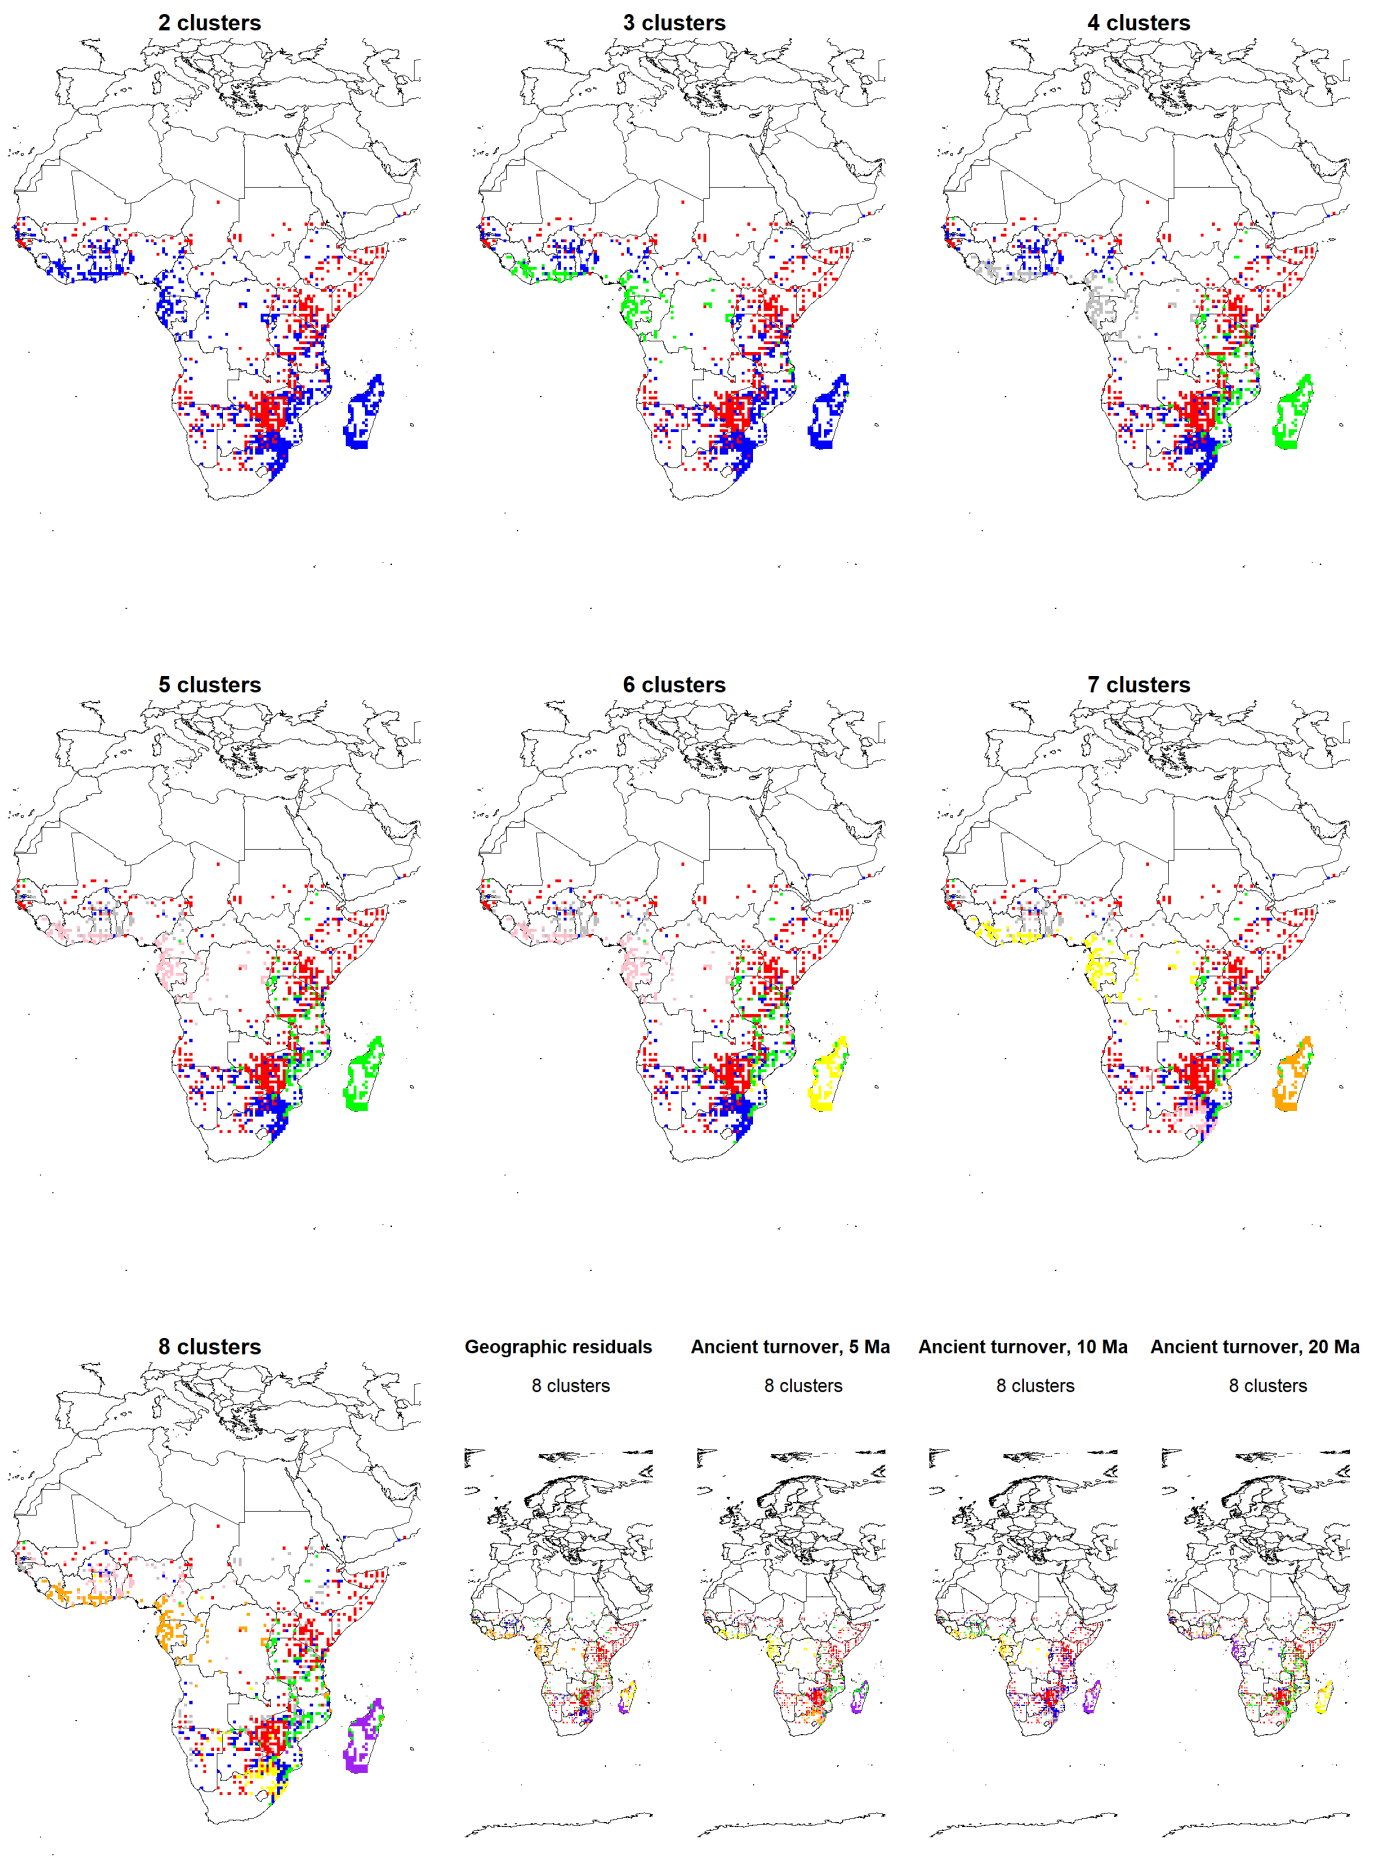 2 clusters
3 clusters
4 clusters
5 clusters
6 clusters
7 clusters
8 clusters
Geographic residuals
8 clusters
Ancient turnover, 5 Ma
8 clusters
Ancient turnover, 10 Ma
8 clusters
Ancient turnover, 20 Ma
8 clusters